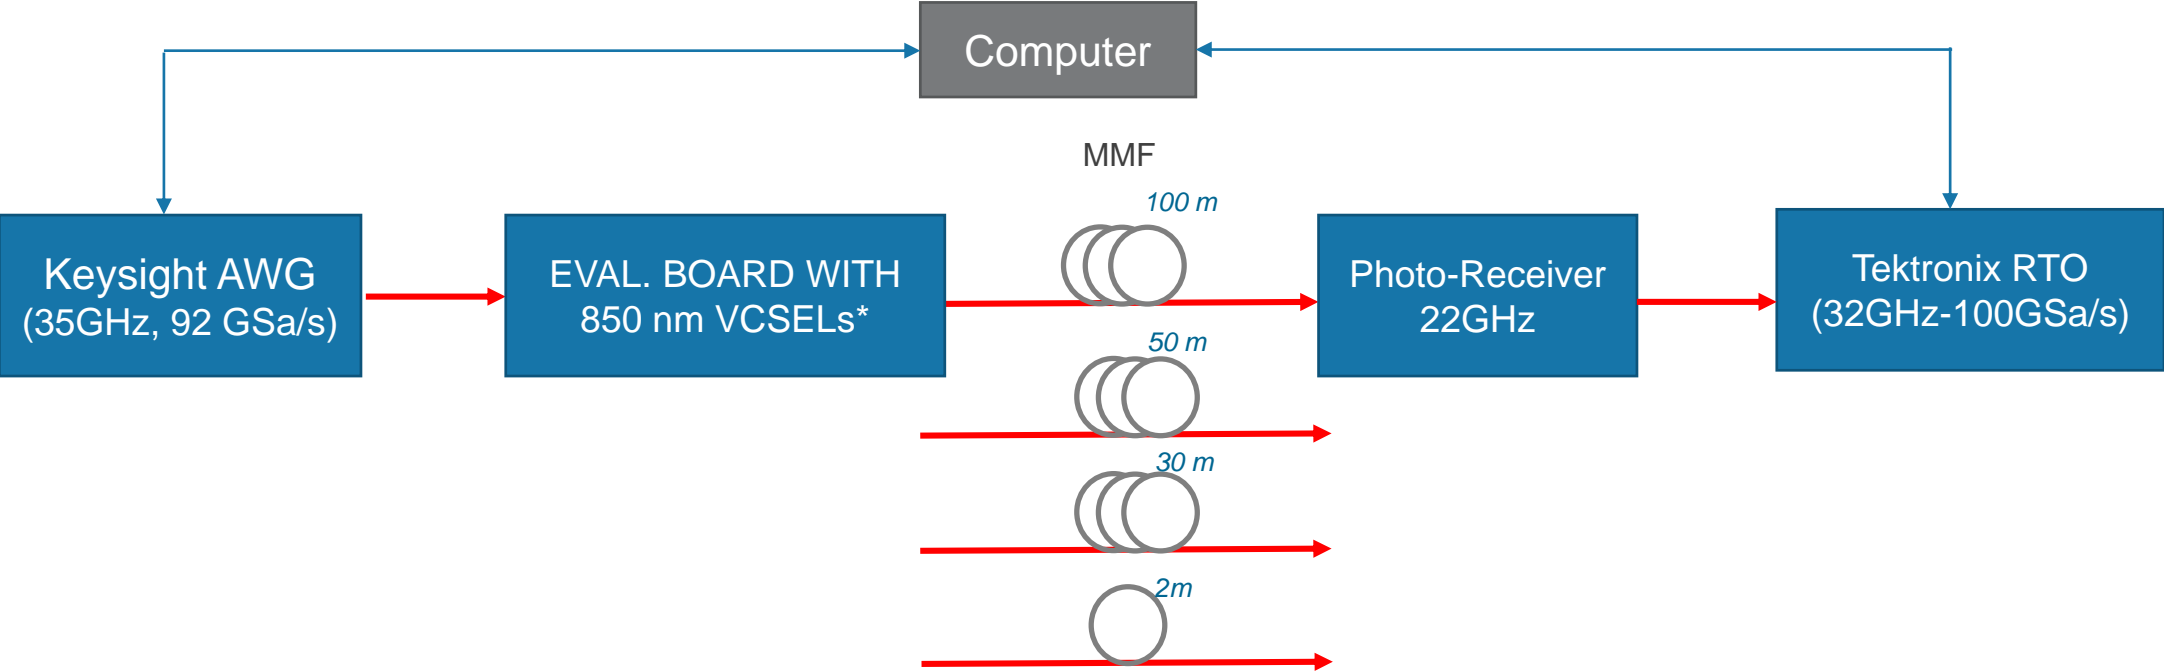 Computer
MMF
100 m
Keysight AWG
(35GHz, 92 GSa/s)
EVAL. BOARD WITH
850 nm VCSELs*
Photo-Receiver
22GHz
Tektronix RTO
(32GHz-100GSa/s)
50 m
30 m
2m